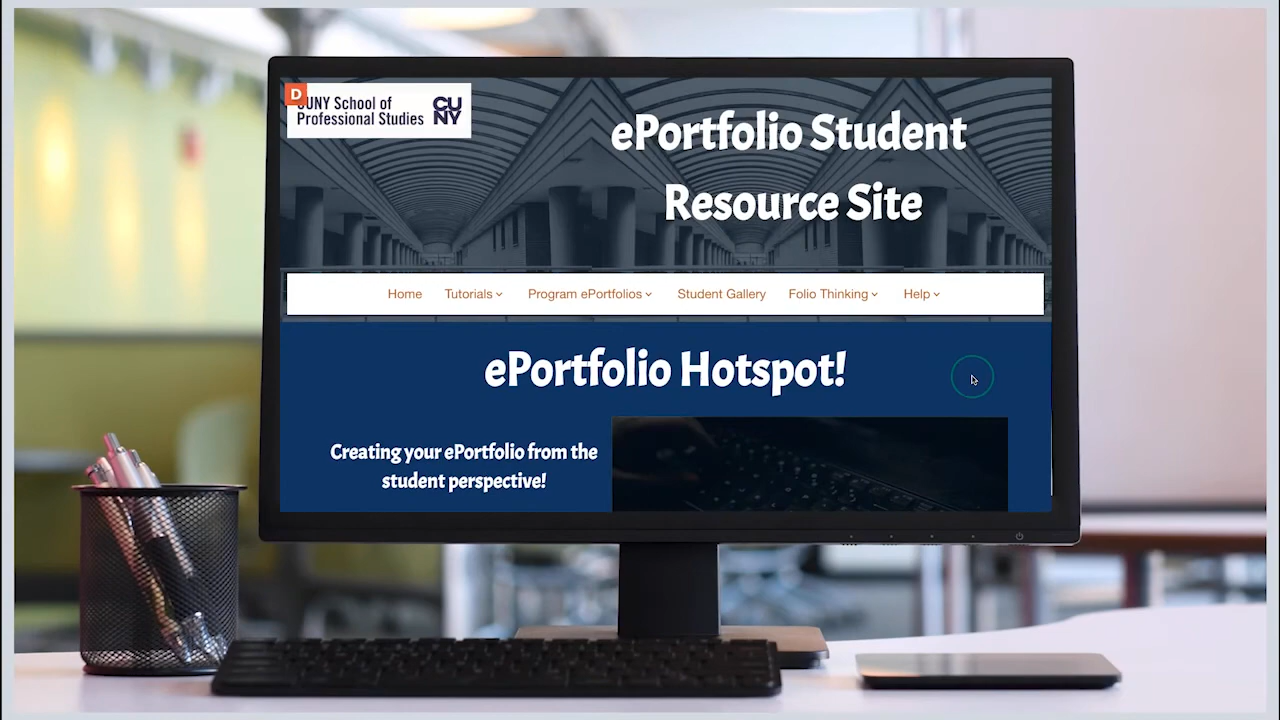 D
CUNY School of
Professional Studies
CU
NY
ePortfolio Student
Resource Site
Home Tutorials Program ePortfolios Student Gallery Folio Thinking Help
ePortfolio Hotspot!
Creating your ePortfolio from the
student perspective!